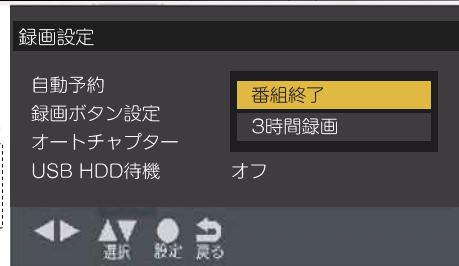 録画設定
自動予約
録画ボタン設定
番組終了
3時間録画
オートチャプター
USB HDD待機 オフ
選択 設定 戻る